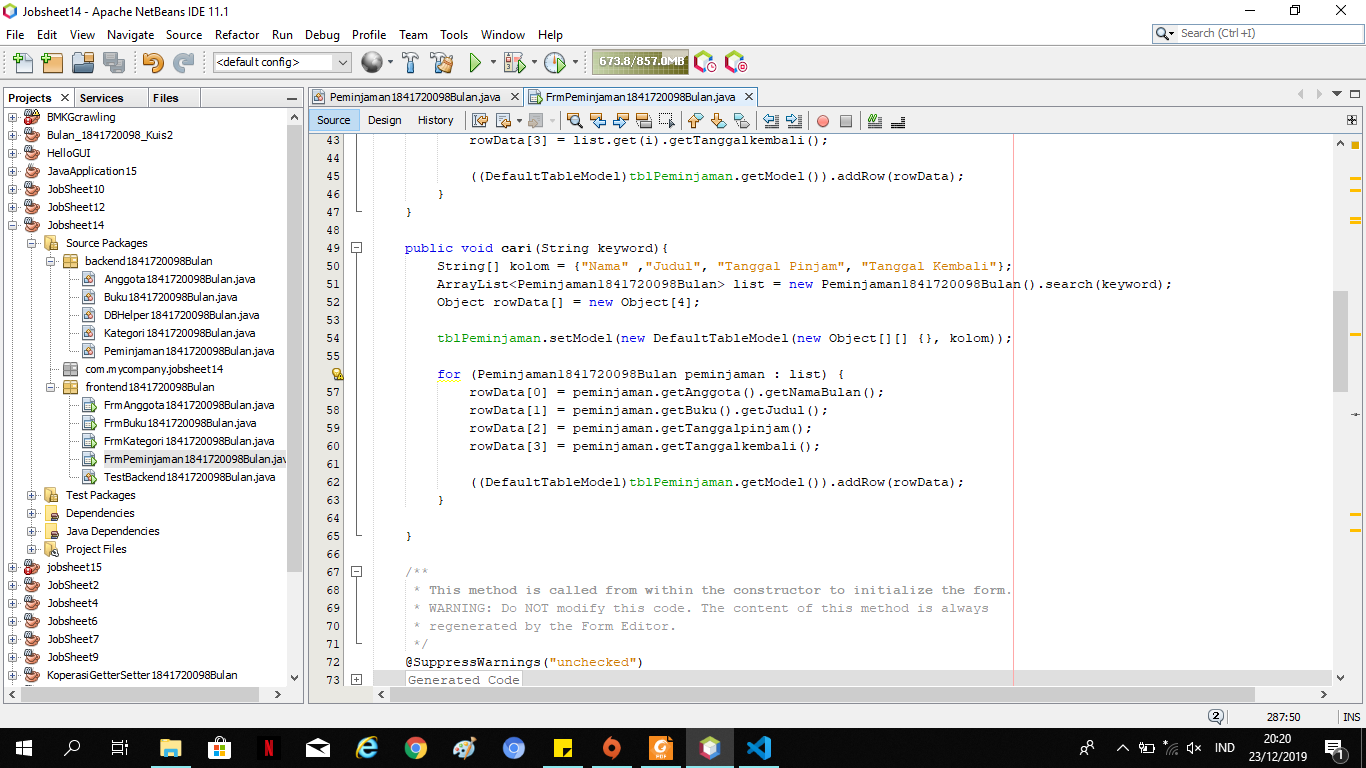 Jobsheet14 - Apache NetBeans IDE 11.1
File Edit View Navigate Source Refactor Run Debug Profile Team Tools Window Help
Search (Ctrl+I)
<default config>
673.8/857.0MB
Projects Services Files
Peminjaman1841720098Bulan.java FrmPeminjaman1841720098Bulan.java
Source Design History
BMKGcrawling
Bulan_1841720098_Kuis2
HelloGUI
JavaApplication15
JobSheet10
JobSheet12
Jobsheet14
Source Packages
backend1841720098Bulan
Anggota1841720098Bulan.java
Buku1841720098Bulan.java
DBHelper1841720098Bulan.java
Kategori1841720098Bulan.java
Peminjaman1841720098Bulan.java
com.mycompany.jobsheet14
frontend1841720098Bulan
FrmAnggota1841720098Bulan.java
FrmBuku1841720098Bulan.java
FrmKategori1841720098Bulan.java
FrmPeminjaman1841720098Bulan.jav
TestBackend1841720098Bulan.java
Test Packages
Dependencies
Java Dependencies
Project Files
jobsheet15
JobSheet2
Jobsheet4
Jobsheet6
JobSheet7
JobSheet9
KoperasiGetterSetter1841720098Bulan
43 rowData[3] = list.get(i).getTanggalkembali();
44
45 ((DefaultTableModel)tblPeminjaman.getModel()).addRow(rowData);
46 }
47 }
48
49 public void cari(String keyword){
50 String[] kolom = {"Nama" ,"Judul", "Tanggal Pinjam", "Tanggal Kembali"};
51 ArrayList<Peminjaman1841720098Bulan> list = new Peminjaman1841720098Bulan().search(keyword);
52 Object rowData[] = new Object[4];
53
54 tblPeminjaman.setModel(new DefaultTableModel(new Object[][] {}, kolom));
55
for (Peminjaman1841720098Bulan peminjaman : list) {
57 rowData[0] = peminjaman.getAnggota().getNamaBulan();
58 rowData[1] = peminjaman.getBuku().getJudul();
59 rowData[2] = peminjaman.getTanggalpinjam();
60 rowData[3] = peminjaman.getTanggalkembali();
61
62 ((DefaultTableModel)tblPeminjaman.getModel()).addRow(rowData);
63 }
64
65 }
66
67 /**
68 * This method is called from within the constructor to initialize the form.
69 * WARNING: Do NOT modify this code. The content of this method is always
70 * regenerated by the Form Editor.
71 */
72 @SuppressWarnings("unchecked")
73 Generated Code
2 287:50 INS
IND
20:20
23/12/2019
1